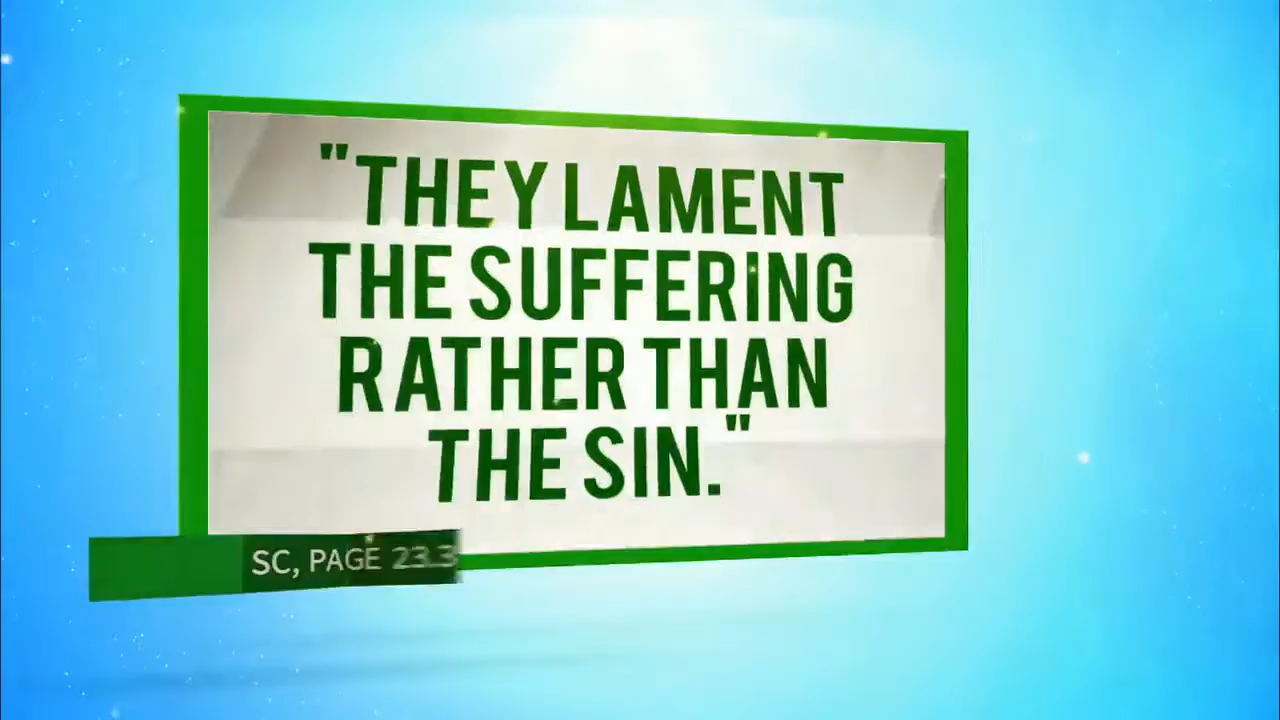 "THEY LAMENT
THE SUFFERING
RATHER THAN
THE SIN."
SC, PAGE 23.3